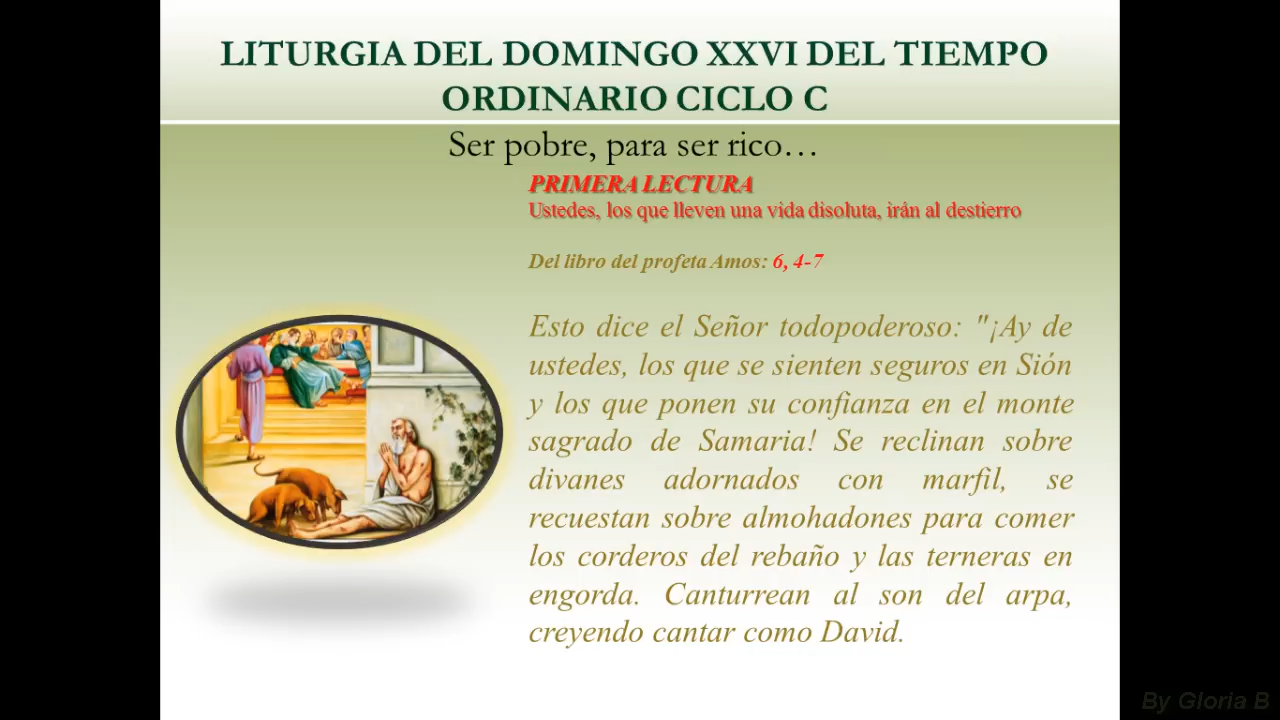 LITURGIA DEL DOMINGO XXVI DEL TIEMPO
ORDINARIO CICLO C
Ser pobre, para ser rico…
PRIMERA LECTURA
Ustedes, los que lleven una vida disoluta, irán al destierro
Del libro del profeta Amos: 6, 4-7
Esto dice el Señor todopoderoso: "¡Ay de
ustedes, los que se sienten seguros en Sión
y los que ponen su confianza en el monte
sagrado de Samaria! Se reclinan sobre
divanes adornados con marfil, se
recuestan sobre almohadones para comer
los corderos del rebaño y las terneras en
engorda. Canturrean al son del arpa,
creyendo cantar como David.
By Gloria B